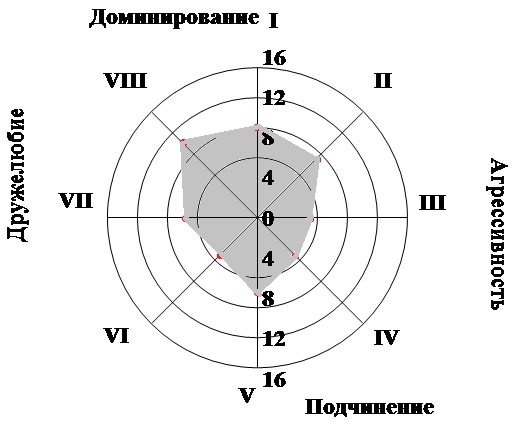 Доминирование I
VIII
II
16
12
8
4
0
4
8
12
16
Дружелюбие
VII
III
Агрессивность
VI
IV
V
Подчинение